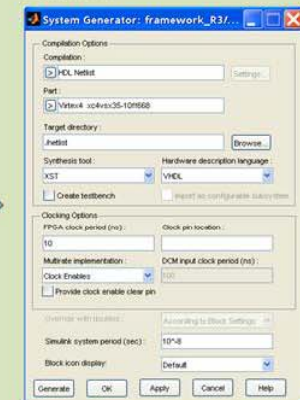 System Generator: framework_R3/...
Compilation Options
Compilation :
> HDL Netlist
Settings...
Part :
> Virtex4 xc4vsx35-10ff668
Target directory :
./netlist
Browse...
Synthesis tool :
Hardware description language :
XST
VHDL
Create testbench
Import as configurable subsystem
Clocking Options
FPGA clock period (ns) :
Clock pin location :
10
Multirate implementation :
DCM input clock period (ns) :
Clock Enables
100
Provide clock enable clear pin
Override with doubles :
According to Block Settings
Simulink system period (sec) :
10^-8
Block icon display:
Default
Generate
OK
Apply
Cancel
Help